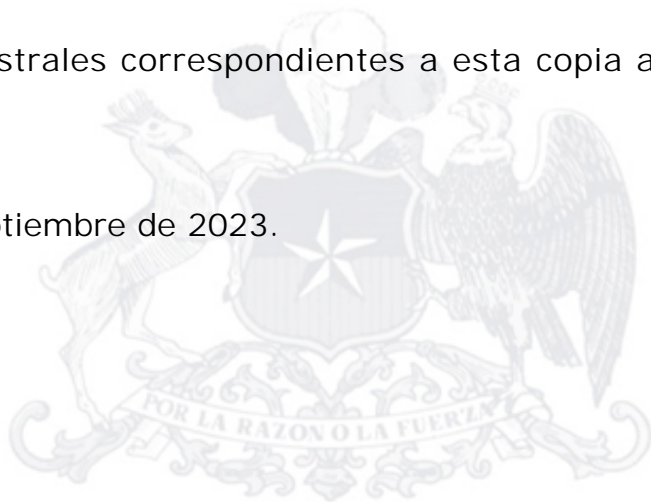 strales correspondientes a esta copia a
tiembre de 2023.
POR LA RAZON O LA FUERZA